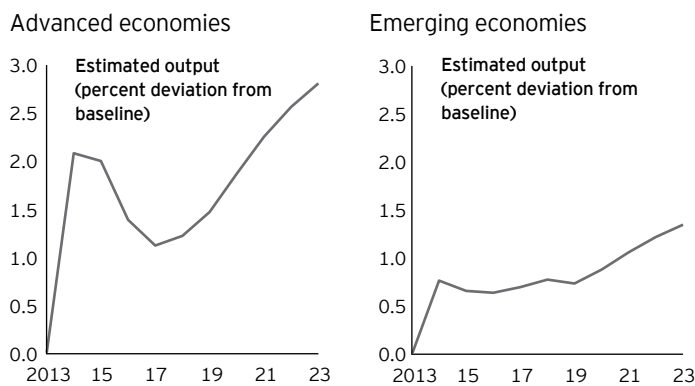 Advanced economies
Estimated output
(percent deviation from
baseline)
3.0
2.5
2.0
1.5
1.0
0.5
0.0
2013 15 17 19 21 23
Emerging economies
Estimated output
(percent deviation from
baseline)
3.0
2.5
2.0
1.5
1.0
0.5
0.0
2013 15 17 19 21 23